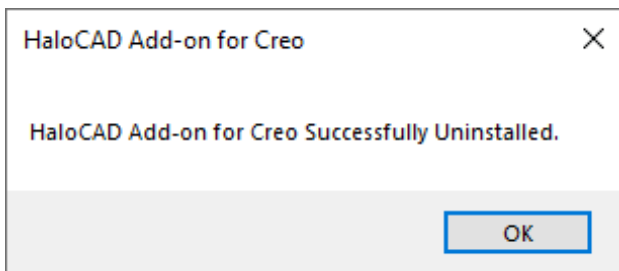 HaloCAD Add-on for Creo
HaloCAD Add-on for Creo Successfully Uninstalled.
OK